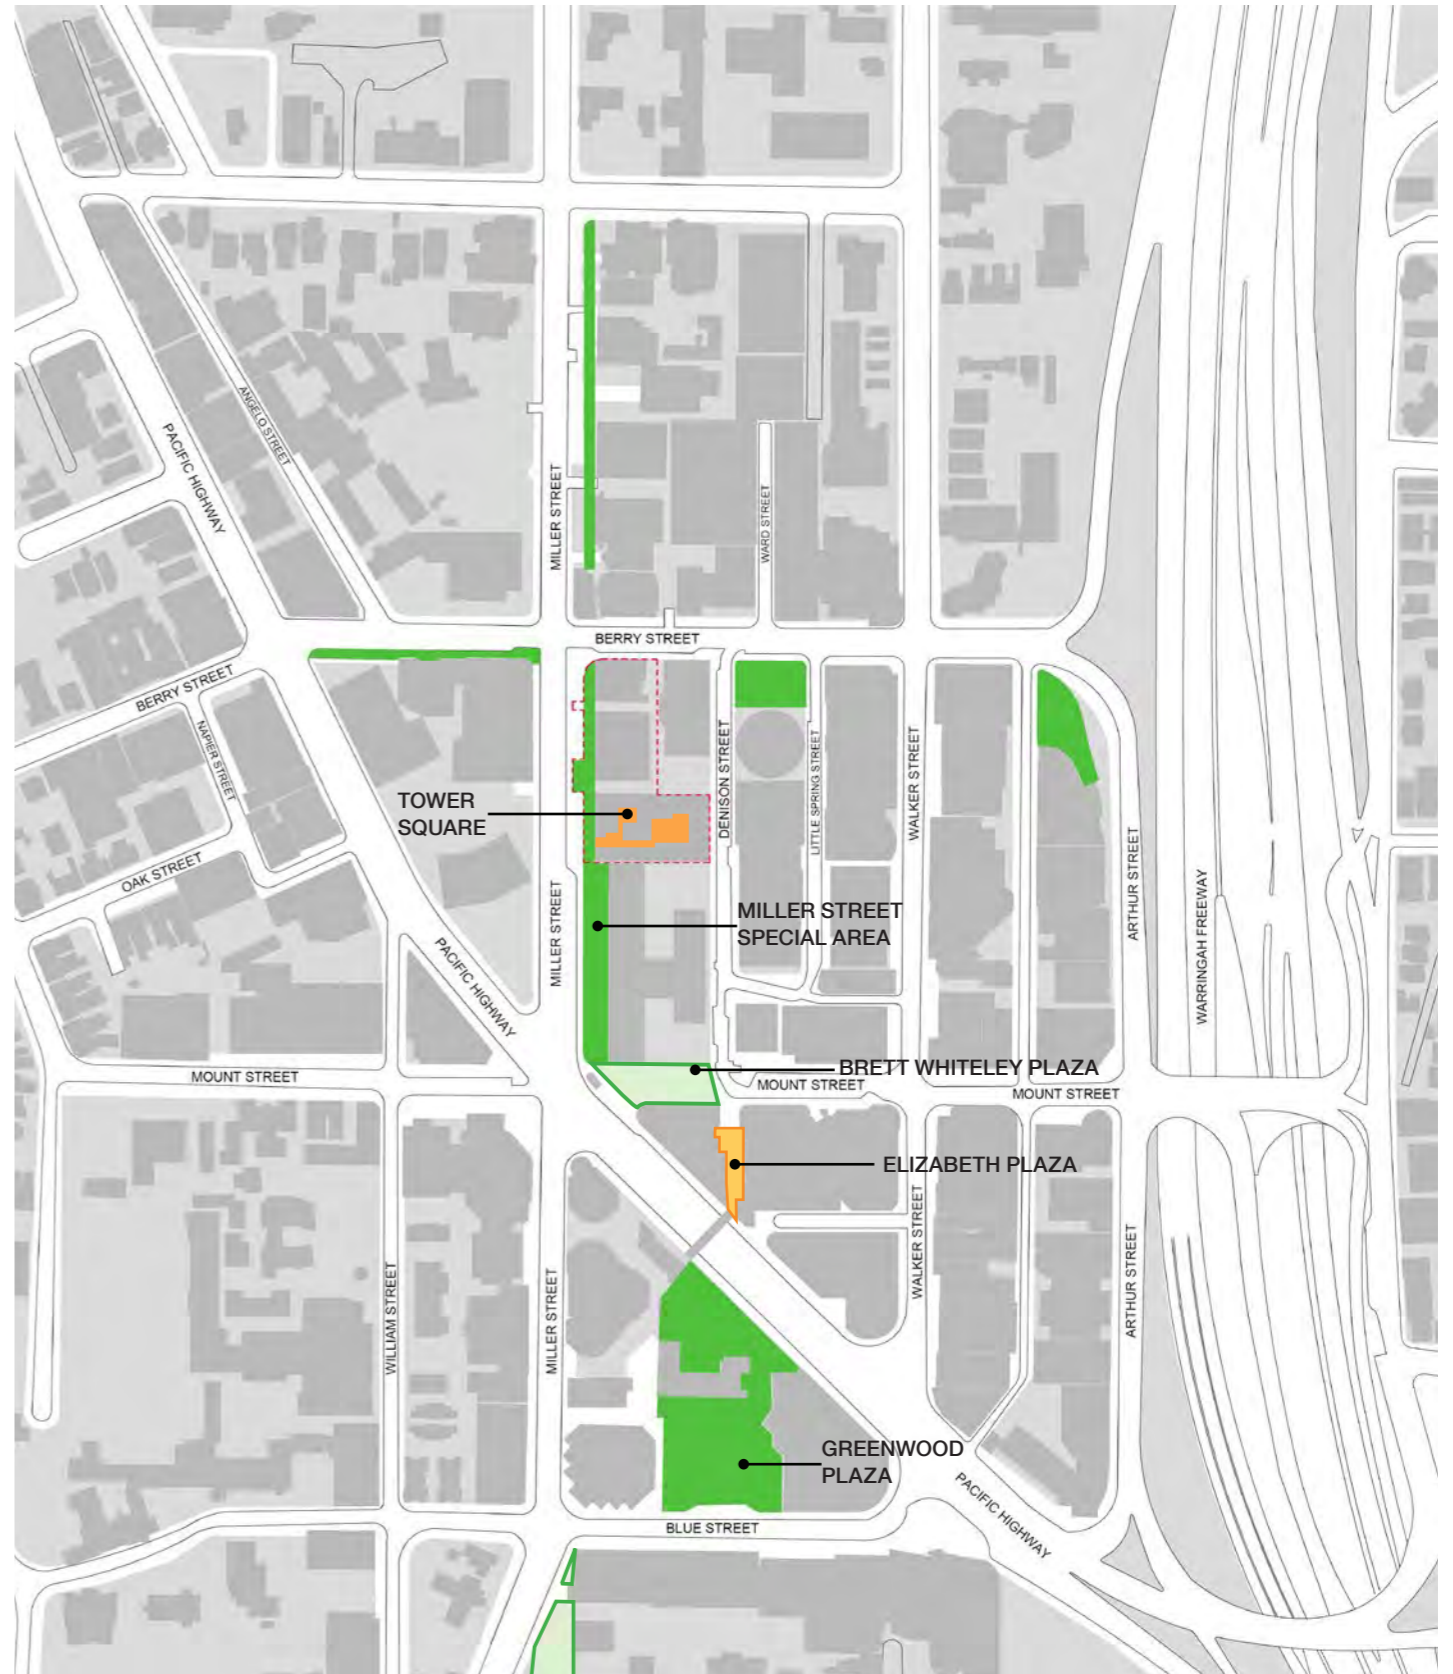 ANGELO STREET
PACIFIC HIGHWAY
MILLER STREET
WARD STREET
BERRY STREET
BERRY STREET
NAPIER STREET
TOWER
SQUARE
DENISON STREET
LITTLE SPRING STREET
WALKER STREET
OAK STREET
ARTHUR STREET
WARRINGAH FREEWAY
MILLER STREET
MILLER STREET
SPECIAL AREA
PACIFIC HIGHWAY
MOUNT STREET
BRETT WHITELEY PLAZA
MOUNT STREET
MOUNT STREET
ELIZABETH PLAZA
WALKER STREET
ARTHUR STREET
WILLIAM STREET
MILLER STREET
GREENWOOD
PLAZA
PACIFIC HIGHWAY
BLUE STREET